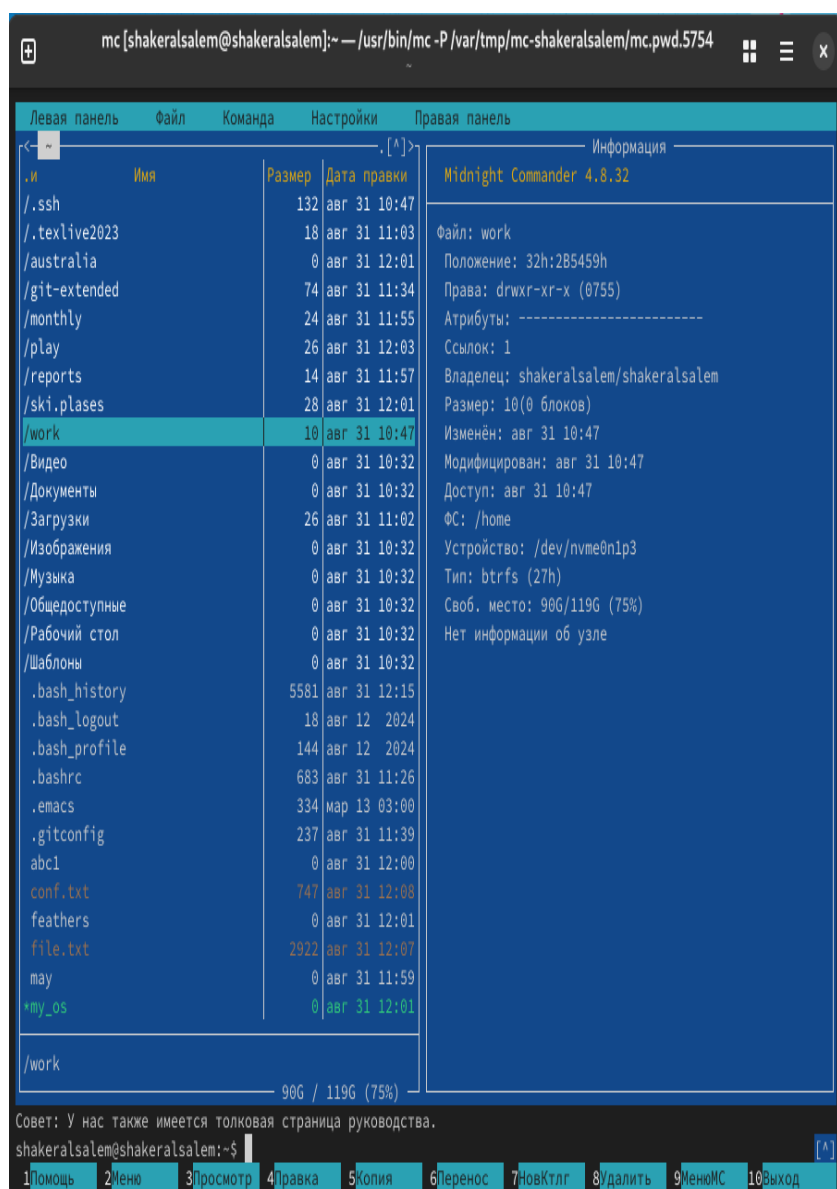 mc [shakeralsalem@shakeralsalem]:~ — /usr/bin/mc -P /var/tmp/mc-shakeralsalem/mc.pwd.5754
~
Левая панель Файл Команда Настройки Правая панель
<─ ~ ─.[^]>
.и Имя Размер Дата правки
/.ssh 132 авг 31 10:47
/.texlive2023 18 авг 31 11:03
/australia 0 авг 31 12:01
/git-extended 74 авг 31 11:34
/monthly 24 авг 31 11:55
/play 26 авг 31 12:03
/reports 14 авг 31 11:57
/ski.plases 28 авг 31 12:01
/work 10 авг 31 10:47
/Видео 0 авг 31 10:32
/Документы 0 авг 31 10:32
/Загрузки 26 авг 31 11:02
/Изображения 0 авг 31 10:32
/Музыка 0 авг 31 10:32
/Общедоступные 0 авг 31 10:32
/Рабочий стол 0 авг 31 10:32
/Шаблоны 0 авг 31 10:32
.bash_history 5581 авг 31 12:15
.bash_logout 18 авг 12 2024
.bash_profile 144 авг 12 2024
.bashrc 683 авг 31 11:26
.emacs 334 мар 13 03:00
.gitconfig 237 авг 31 11:39
abc1 0 авг 31 12:00
conf.txt 747 авг 31 12:08
feathers 0 авг 31 12:01
file.txt 2922 авг 31 12:07
may 0 авг 31 11:59
*my_os 0 авг 31 12:01
/work
90G / 119G (75%)
Информация
Midnight Commander 4.8.32
Файл: work
Положение: 32h:2B5459h
Права: drwxr-xr-x (0755)
Атрибуты: -------------------------
Ссылок: 1
Владелец: shakeralsalem/shakeralsalem
Размер: 10(0 блоков)
Изменён: авг 31 10:47
Модифицирован: авг 31 10:47
Доступ: авг 31 10:47
ФС: /home
Устройство: /dev/nvme0n1p3
Тип: btrfs (27h)
Своб. место: 90G/119G (75%)
Нет информации об узле
Совет: У нас также имеется толковая страница руководства.
shakeralsalem@shakeralsalem:~$ [^]
1Помощь 2Меню 3Просмотр 4Правка 5Копия 6Перенос 7НовКтлг 8Удалить 9МенюMC 10Выход